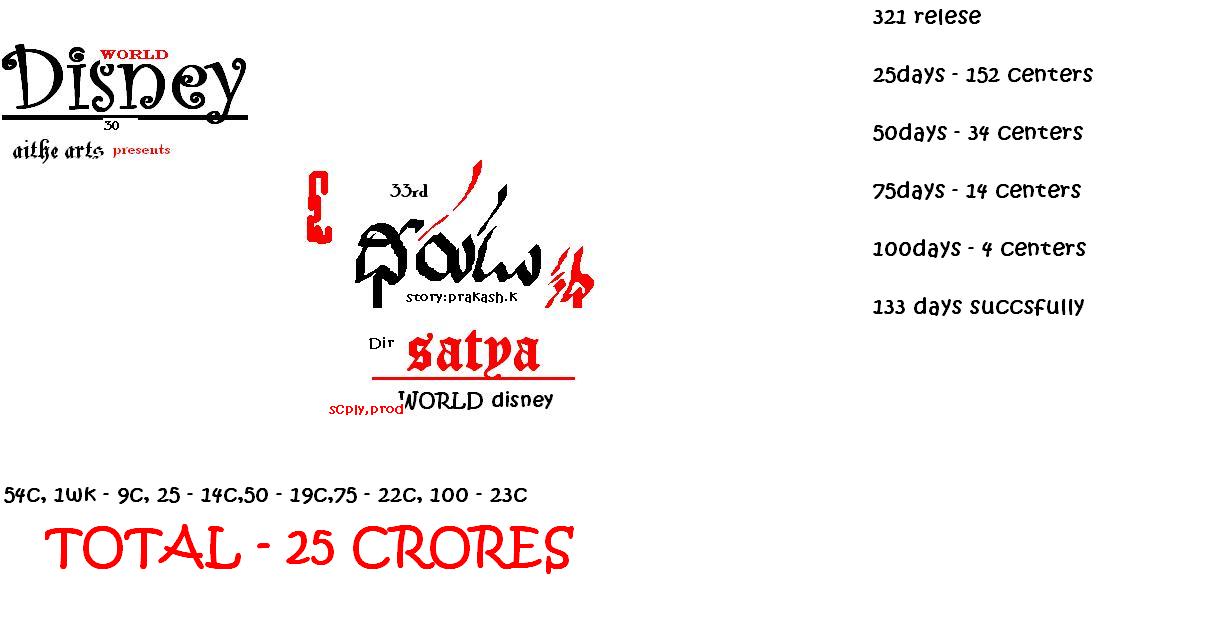 WORLD
Disney
30
aithe arts presents
33rd
story:prakash.k
Dir satya
scply,prod WORLD disney
54c, 1wk - 9c, 25 - 14c,50 - 19c,75 - 22c, 100 - 23c
TOTAL - 25 CRORES
321 relese
25days - 152 centers
50days - 34 centers
75days - 14 centers
100days - 4 centers
133 days succsfully